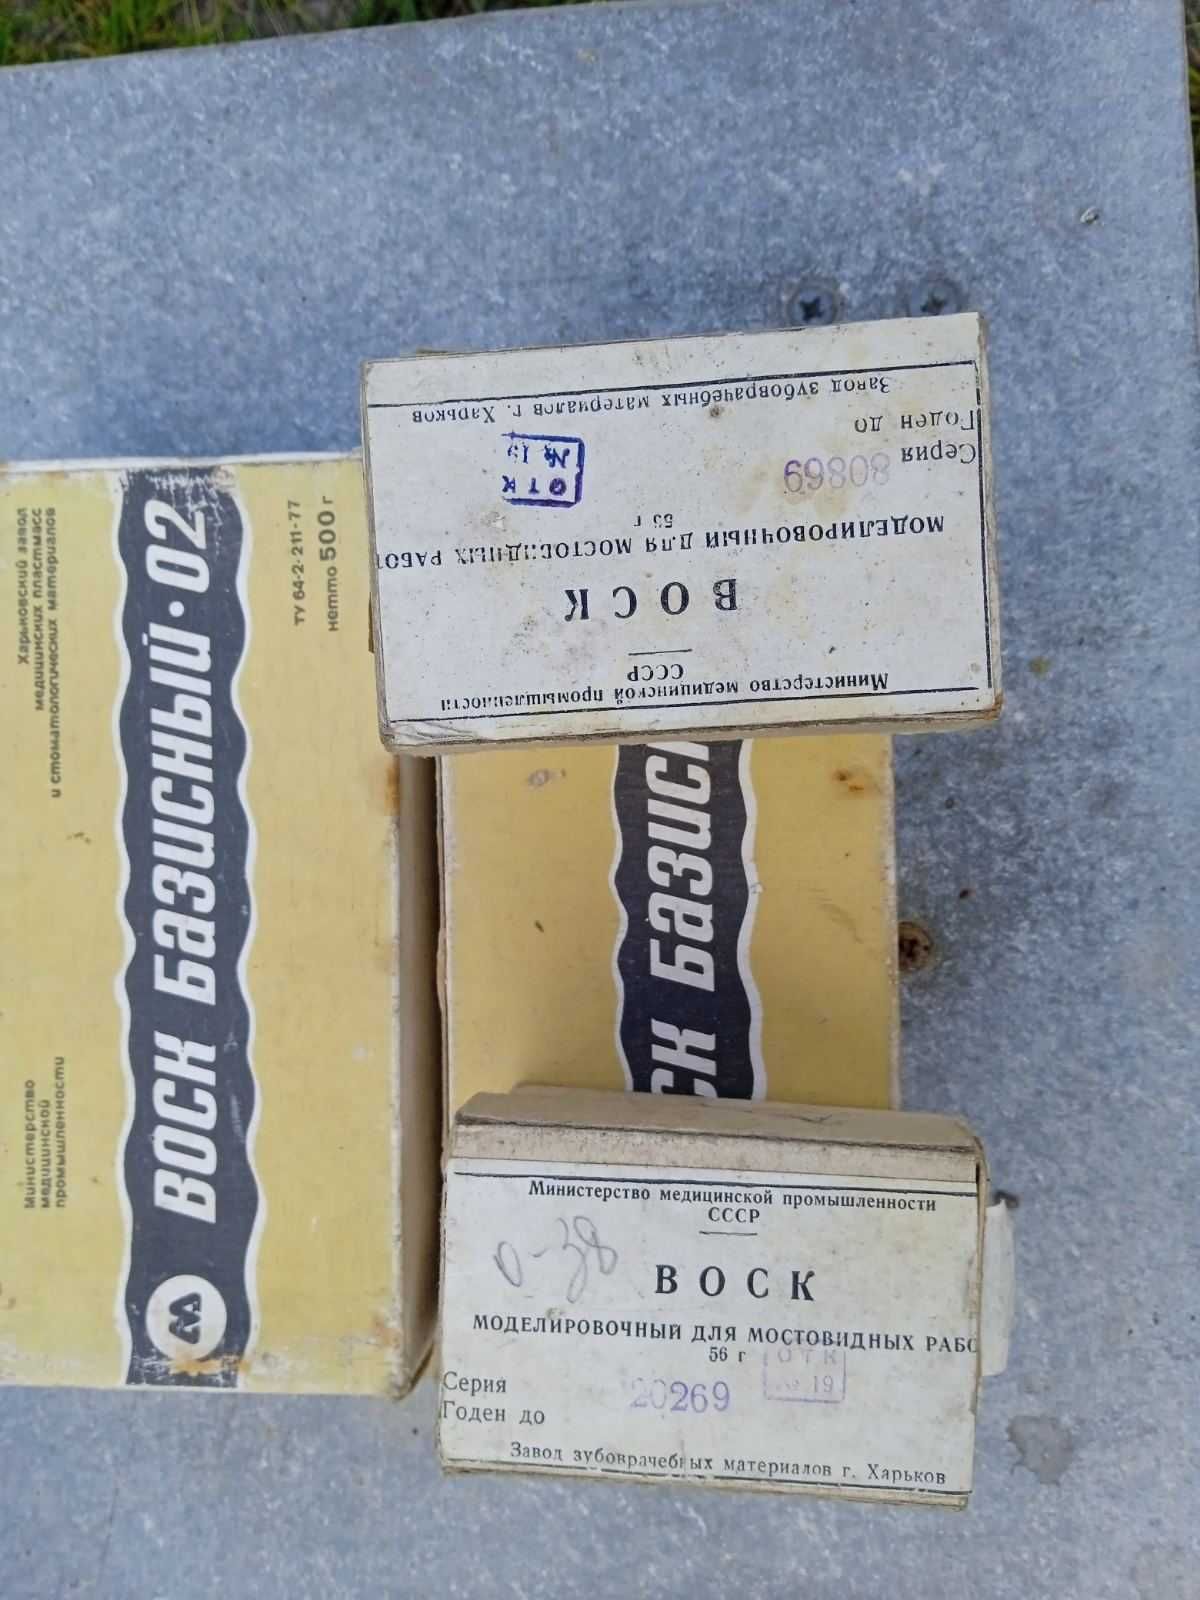 Министерство
медицинской
промышленности
Харьковский завод
медицинских пластмасс
и стоматологических материалов
ВОСК БАЗИСНЫЙ·02
ТУ 64-2-211-77
нетто 500 г
Министерство медицинской промышленности
СССР
ВОСК
МОДЕЛИРОВОЧНЫЙ ДЛЯ МОСТОВИДНЫХ РАБОТ
Серия 80869
Годен до
ОТК
№ 19
Завод зубоврачебных материалов г. Харьков
СК БАЗИСН
Министерство медицинской промышленности
СССР
О-38
ВОСК
МОДЕЛИРОВОЧНЫЙ ДЛЯ МОСТОВИДНЫХ РАБО
56 г
ОТК
№ 19
Серия 20269
Годен до
Завод зубоврачебных материалов г. Харьков